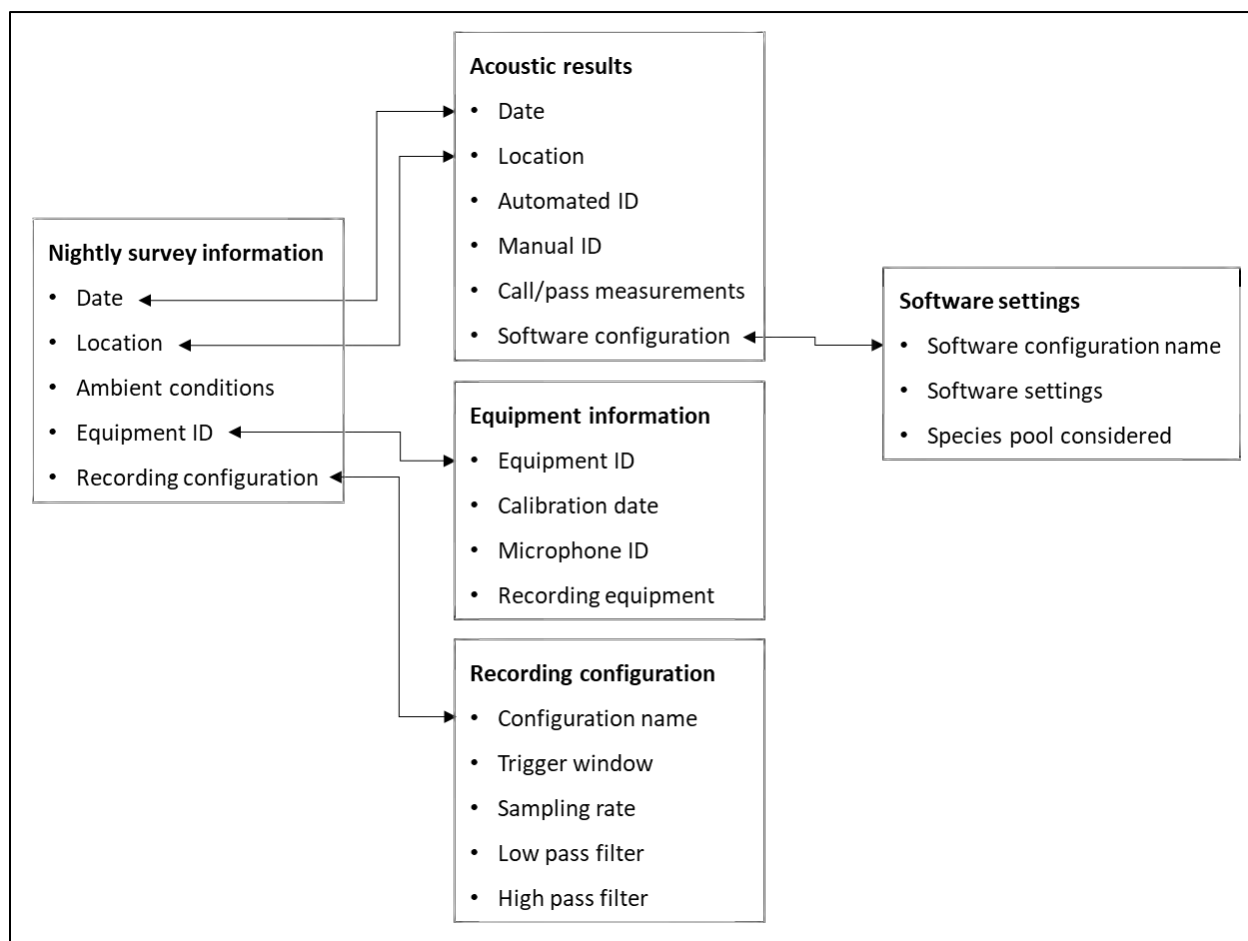 Nightly survey information
• Date
• Location
• Ambient conditions
• Equipment ID
• Recording configuration
Acoustic results
• Date
• Location
• Automated ID
• Manual ID
• Call/pass measurements
• Software configuration
Equipment information
• Equipment ID
• Calibration date
• Microphone ID
• Recording equipment
Recording configuration
• Configuration name
• Trigger window
• Sampling rate
• Low pass filter
• High pass filter
Software settings
• Software configuration name
• Software settings
• Species pool considered